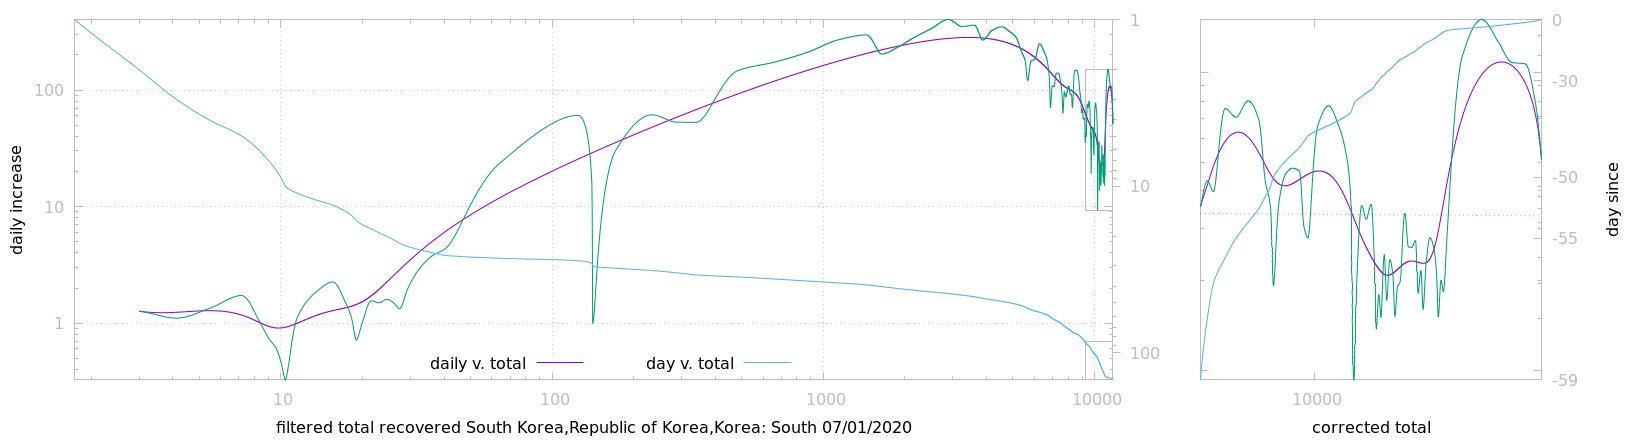 daily increase
100
10
1
1
10
100
daily v. total
day v. total
10
100
1000
10000
filtered total recovered South Korea,Republic of Korea,Korea: South 07/01/2020
0
-30
-50
-55
-59
day since
10000
corrected total